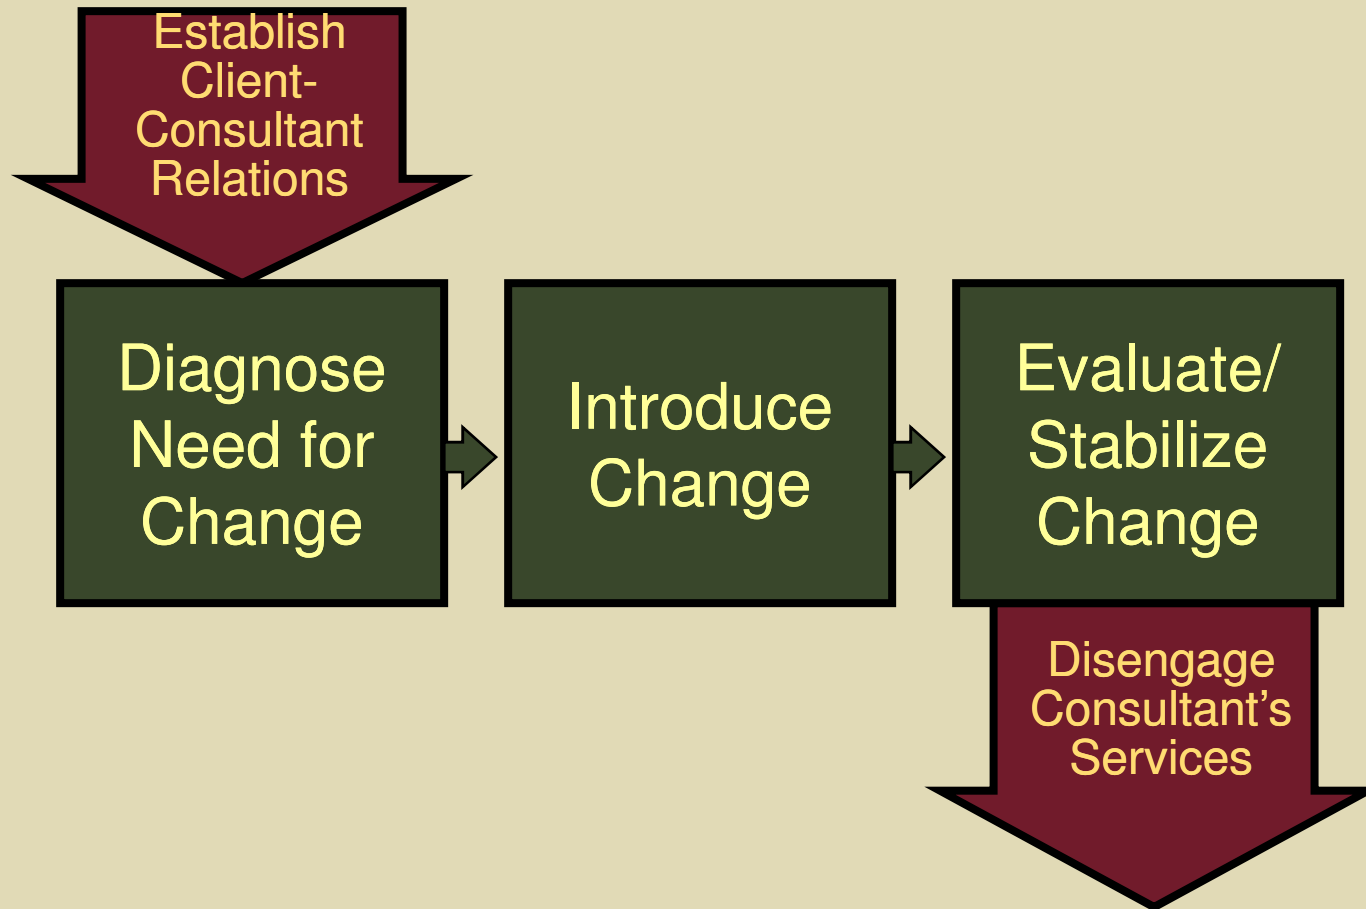 Establish
Client-
Consultant
Relations
Diagnose
Need for
Change
Introduce
Change
Evaluate/
Stabilize
Change
Disengage
Consultant’s
Services